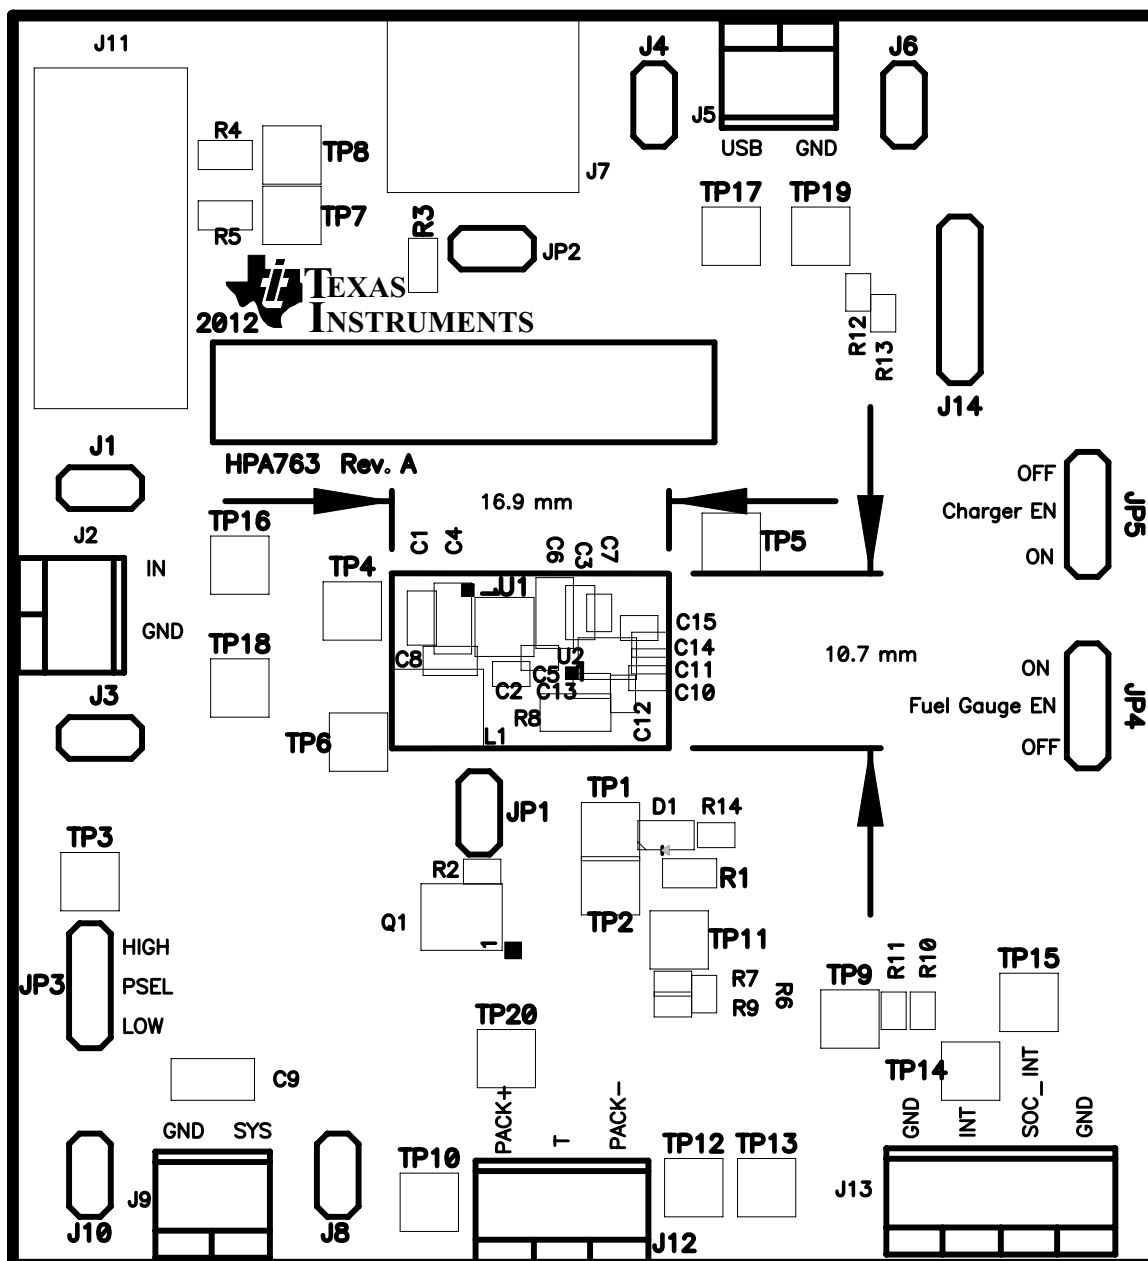 J11
J4
J6
J5
USB GND
R4
TP8
J7
TP17 TP19
R5
TP7
R3
JP2
R12
R13
2012
TEXAS
INSTRUMENTS
J14
J1
HPA763 Rev. A
16.9 mm
OFF
Charger EN
ON
JP5
J2
TP16
IN
GND
TP18
C1
C4
C6
C3
C7
TP5
TP4
U1
C15
C14
C11
C10
C8
U2
C5
C2
C13
R8
C12
L1
10.7 mm
ON
Fuel Gauge EN
OFF
JP4
J3
TP6
JP1
TP1
D1
R14
TP3
R2
R1
Q1
1
TP2
TP11
HIGH
PSEL
LOW
JP3
R7
R9
R6
TP9
R11
R10
TP15
TP20
TP14
C9
GND SYS
PACK+
T
PACK-
GND
INT
SOC_INT
GND
TP10
TP12 TP13
J9
J10
J8
J12
J13